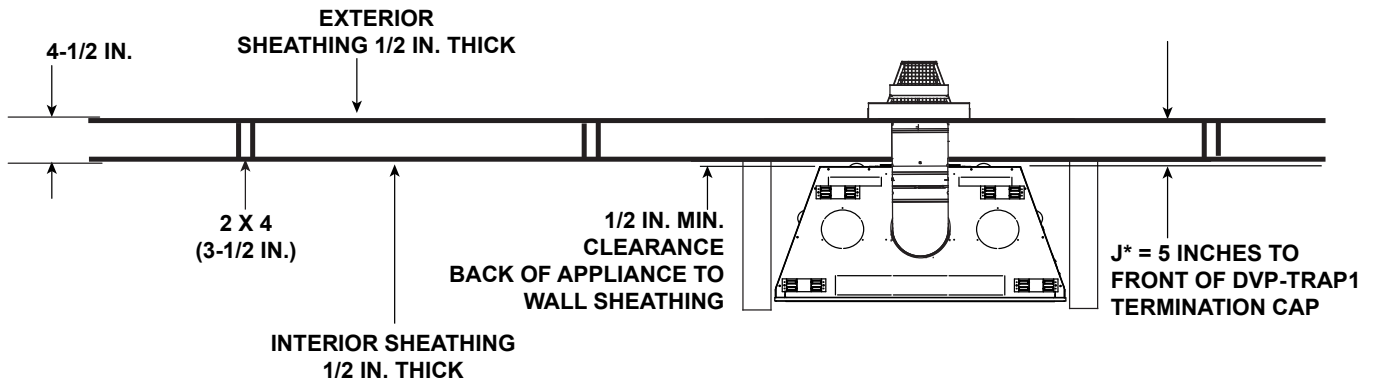 EXTERIOR
SHEATHING 1/2 IN. THICK
4-1/2 IN.
2 X 4
(3-1/2 IN.)
1/2 IN. MIN.
CLEARANCE
BACK OF APPLIANCE TO
WALL SHEATHING
J* = 5 INCHES TO
FRONT OF DVP-TRAP1
TERMINATION CAP
INTERIOR SHEATHING
1/2 IN. THICK